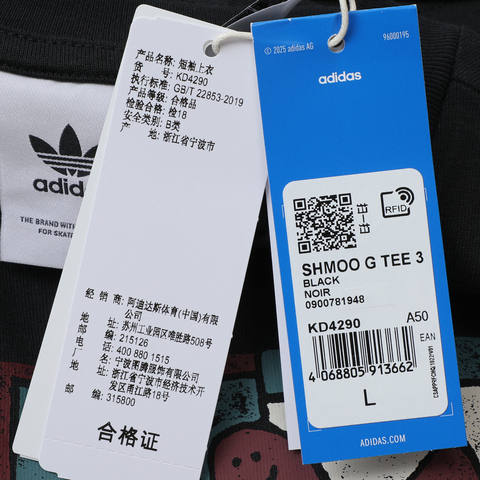 adidas
THE BRAND WITH
FOR SKATE
产品名称: 短袖上衣
货 号: KD4290
执行标准: GB/T 22853-2019
产品等级: 合格品
检验合格: 检18
安全类别: B类
产 地: 浙江省宁波市
经 销 商: 阿迪达斯体育(中国)有限
公司
地 址: 苏州工业园区唯胜路508号
邮 编: 215126
电 话: 400 880 1515
厂 名: 宁波图腾服饰有限公司
地 址: 浙江省宁波市经济技术开
发区甬江路18号
邮 编: 315800
合格证
© 2025 adidas AG
96000195
adidas
RFID
SHMOO G TEE 3
BLACK
NOIR
0900781948
KD4290 A50
EAN
4 068805 913662
L
ADIDAS.COM